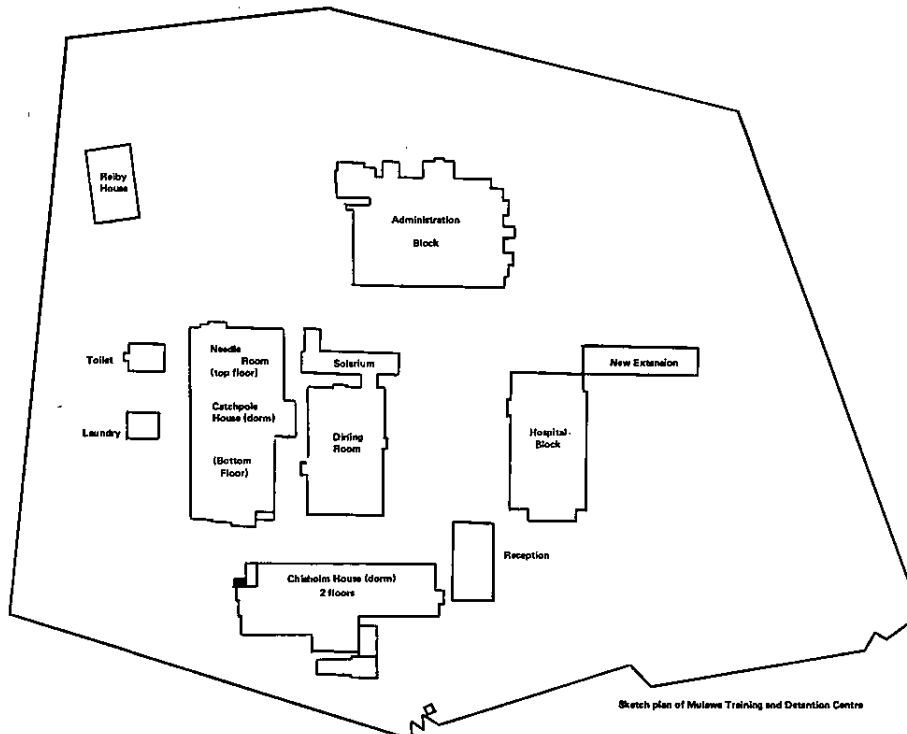 Reiby
House
Administration
Block
Toilet
Needle
Room
(top floor)
Solarium
New Extension
Laundry
Catchpole
House (dorm)
Dining
Room
Hospital-
Block
(Bottom
Floor)
Reception
Chisholm House (dorm)
2 floors
Sketch plan of Mulawa Training and Detention Centre